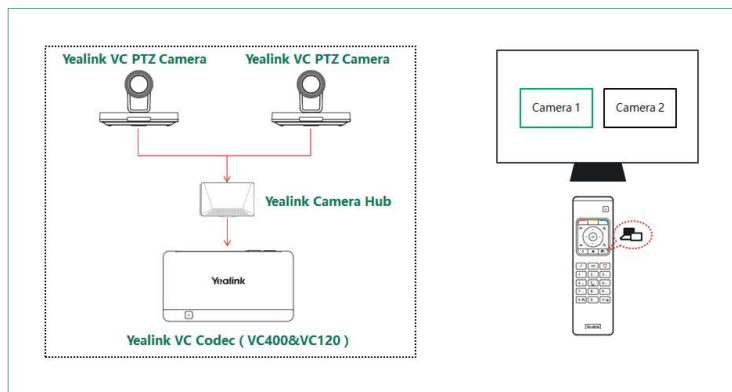 Yealink VC PTZ Camera
Yealink VC PTZ Camera
Camera 1
Camera 2
Yealink Camera Hub
Yealink
Yealink VC Codec ( VC400&VC120 )
Yealink